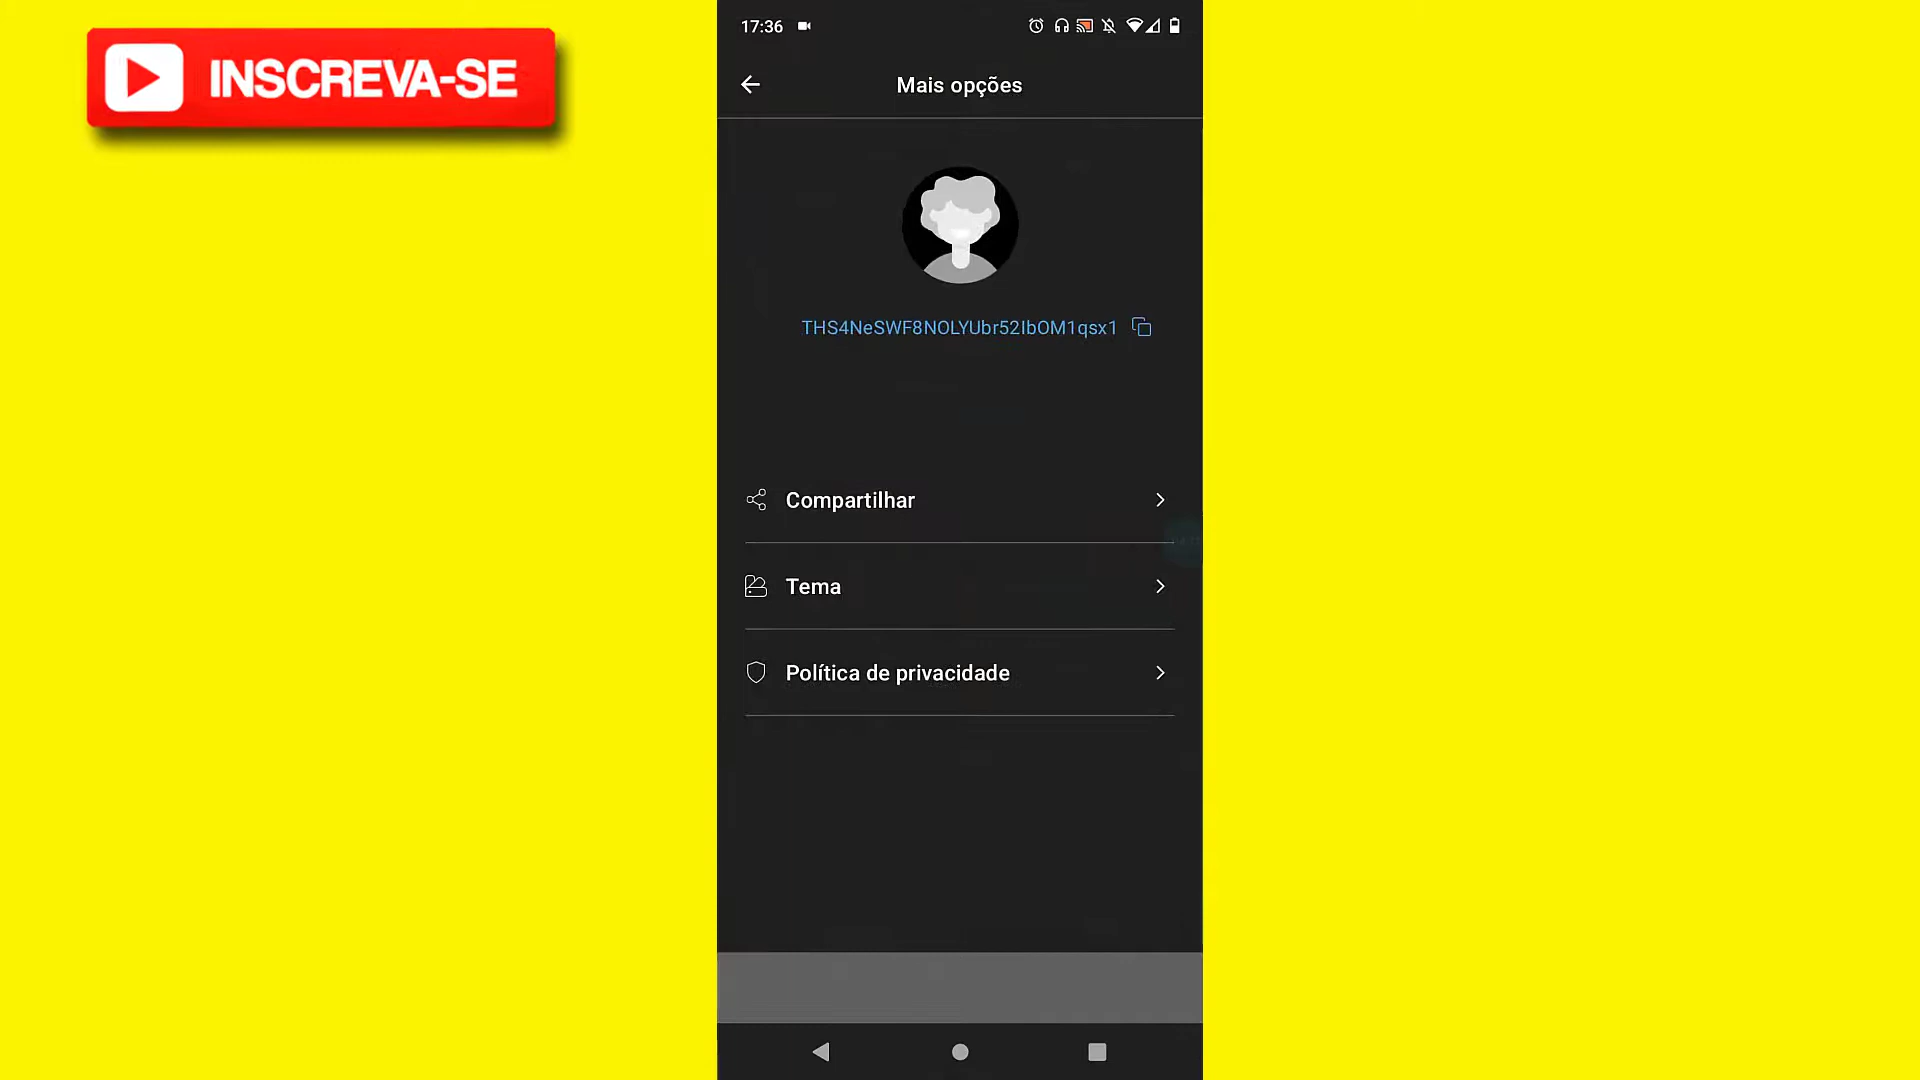 INSCREVA-SE
17:36
Mais opções
THS4NeSWF8NOLYUbr52IbOM1qsx1
Compartilhar
Tema
Política de privacidade